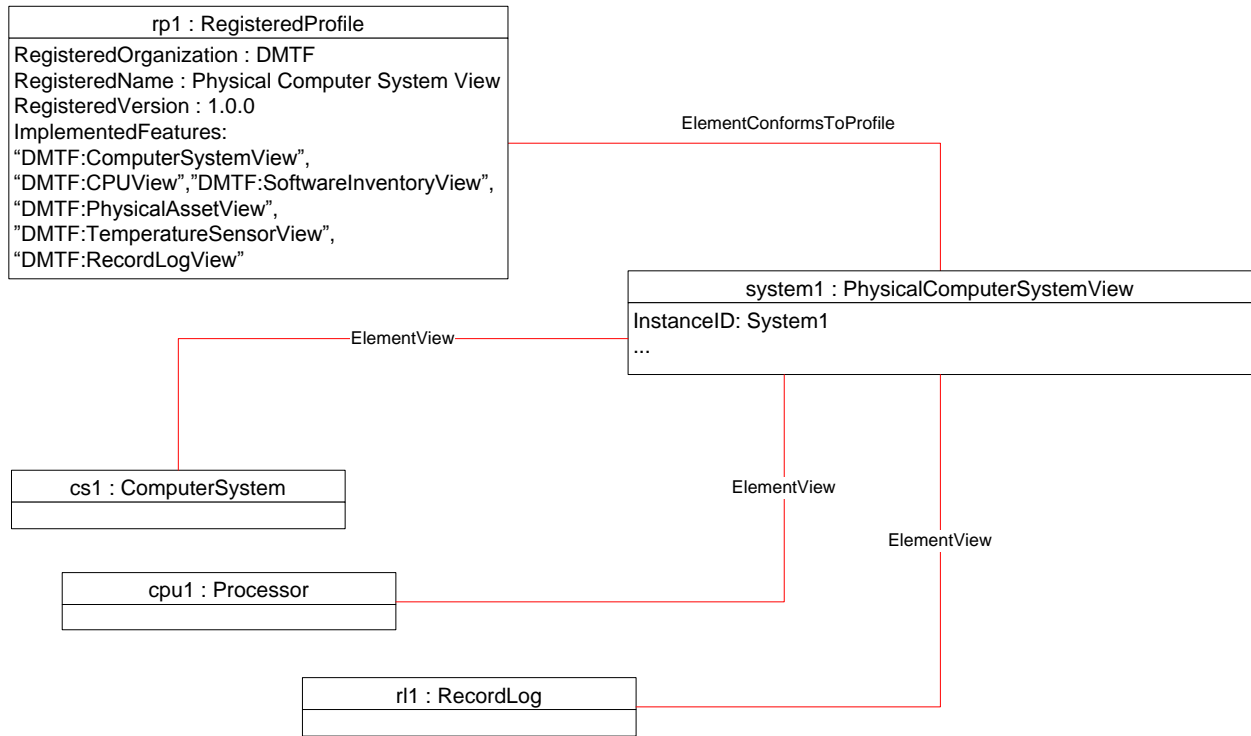 rp1 : RegisteredProfile
RegisteredOrganization : DMTF
RegisteredName : Physical Computer System View
RegisteredVersion : 1.0.0
ImplementedFeatures:
“DMTF:ComputerSystemView”,
“DMTF:CPUView”,”DMTF:SoftwareInventoryView”,
“DMTF:PhysicalAssetView”,
”DMTF:TemperatureSensorView”,
“DMTF:RecordLogView”
ElementConformsToProfile
system1 : PhysicalComputerSystemView
InstanceID: System1
...
ElementView
cs1 : ComputerSystem
ElementView
ElementView
cpu1 : Processor
rl1 : RecordLog